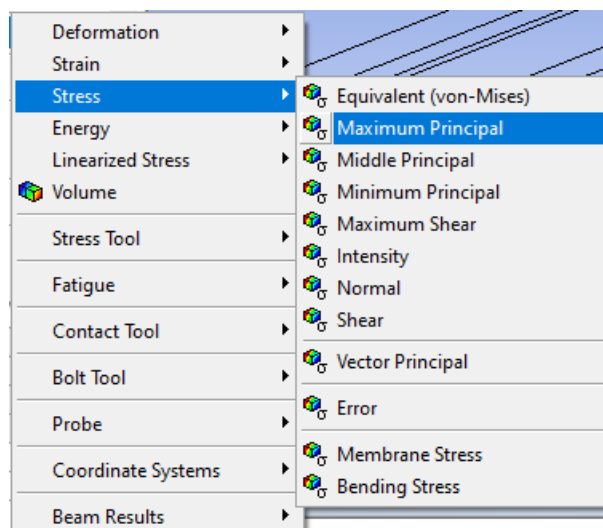 Deformation
Strain
Stress
Energy
Linearized Stress
Volume
Stress Tool
Fatigue
Contact Tool
Bolt Tool
Probe
Coordinate Systems
Beam Results
σ Equivalent (von-Mises)
σ Maximum Principal
σ Middle Principal
σ Minimum Principal
σ Maximum Shear
σ Intensity
σ Normal
σ Shear
σ Vector Principal
σ Error
σ Membrane Stress
σ Bending Stress